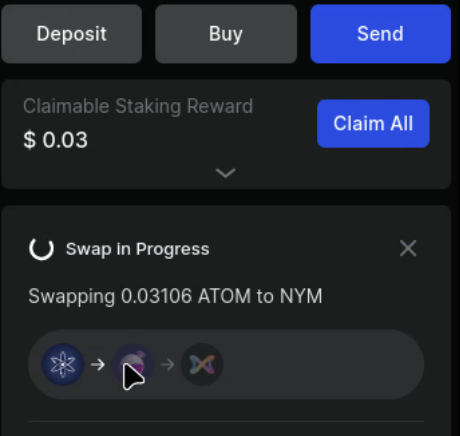 Deposit
Buy
Send
Claimable Staking Reward
$ 0.03
Claim All
Swap in Progress
Swapping 0.03106 ATOM to NYM